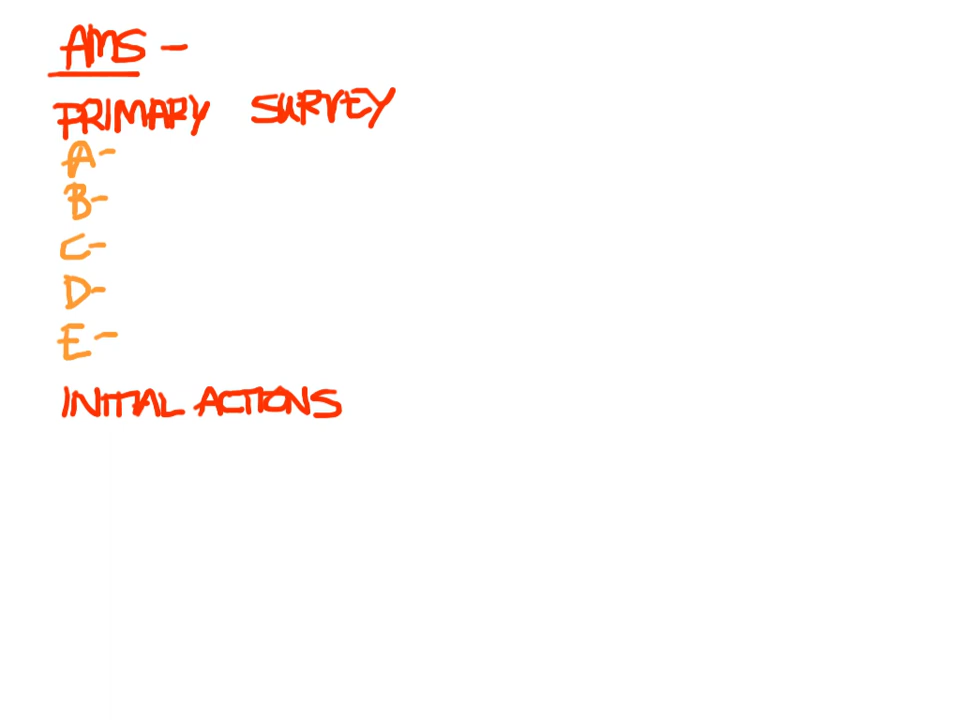 AMS -
PRIMARY SURVEY
A-
B-
C-
D-
E-
INITIAL ACTIONS